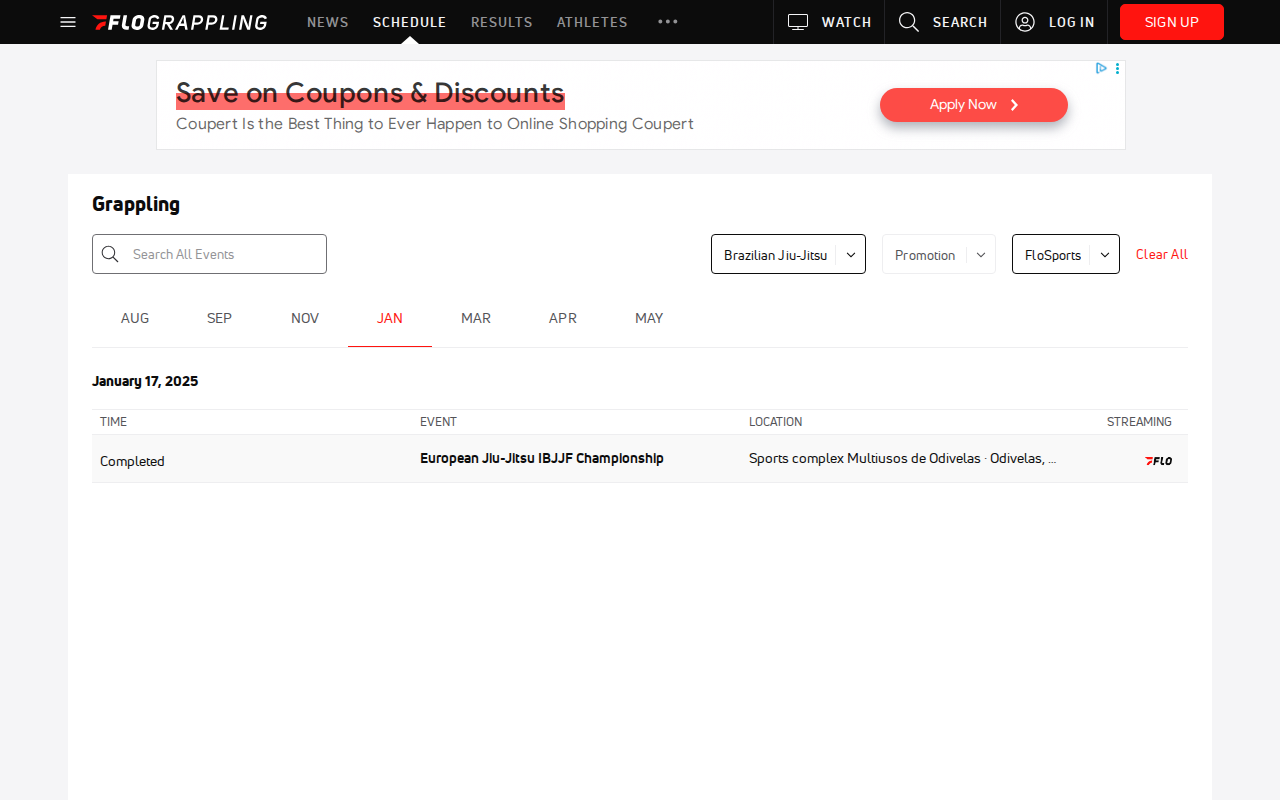 FLOGRAPPLING NEWS SCHEDULE RESULTS ATHLETES WATCH SEARCH LOG IN SIGN UP
Save on Coupons & Discounts
Coupert Is the Best Thing to Ever Happen to Online Shopping Coupert
Apply Now
Grappling
Search All Events
Brazilian Jiu-Jitsu Promotion FloSports Clear All
AUG SEP NOV JAN MAR APR MAY
January 17, 2025
TIME EVENT LOCATION STREAMING
Completed European Jiu-Jitsu IBJJF Championship Sports complex Multiusos de Odivelas · Odivelas, ... FLO